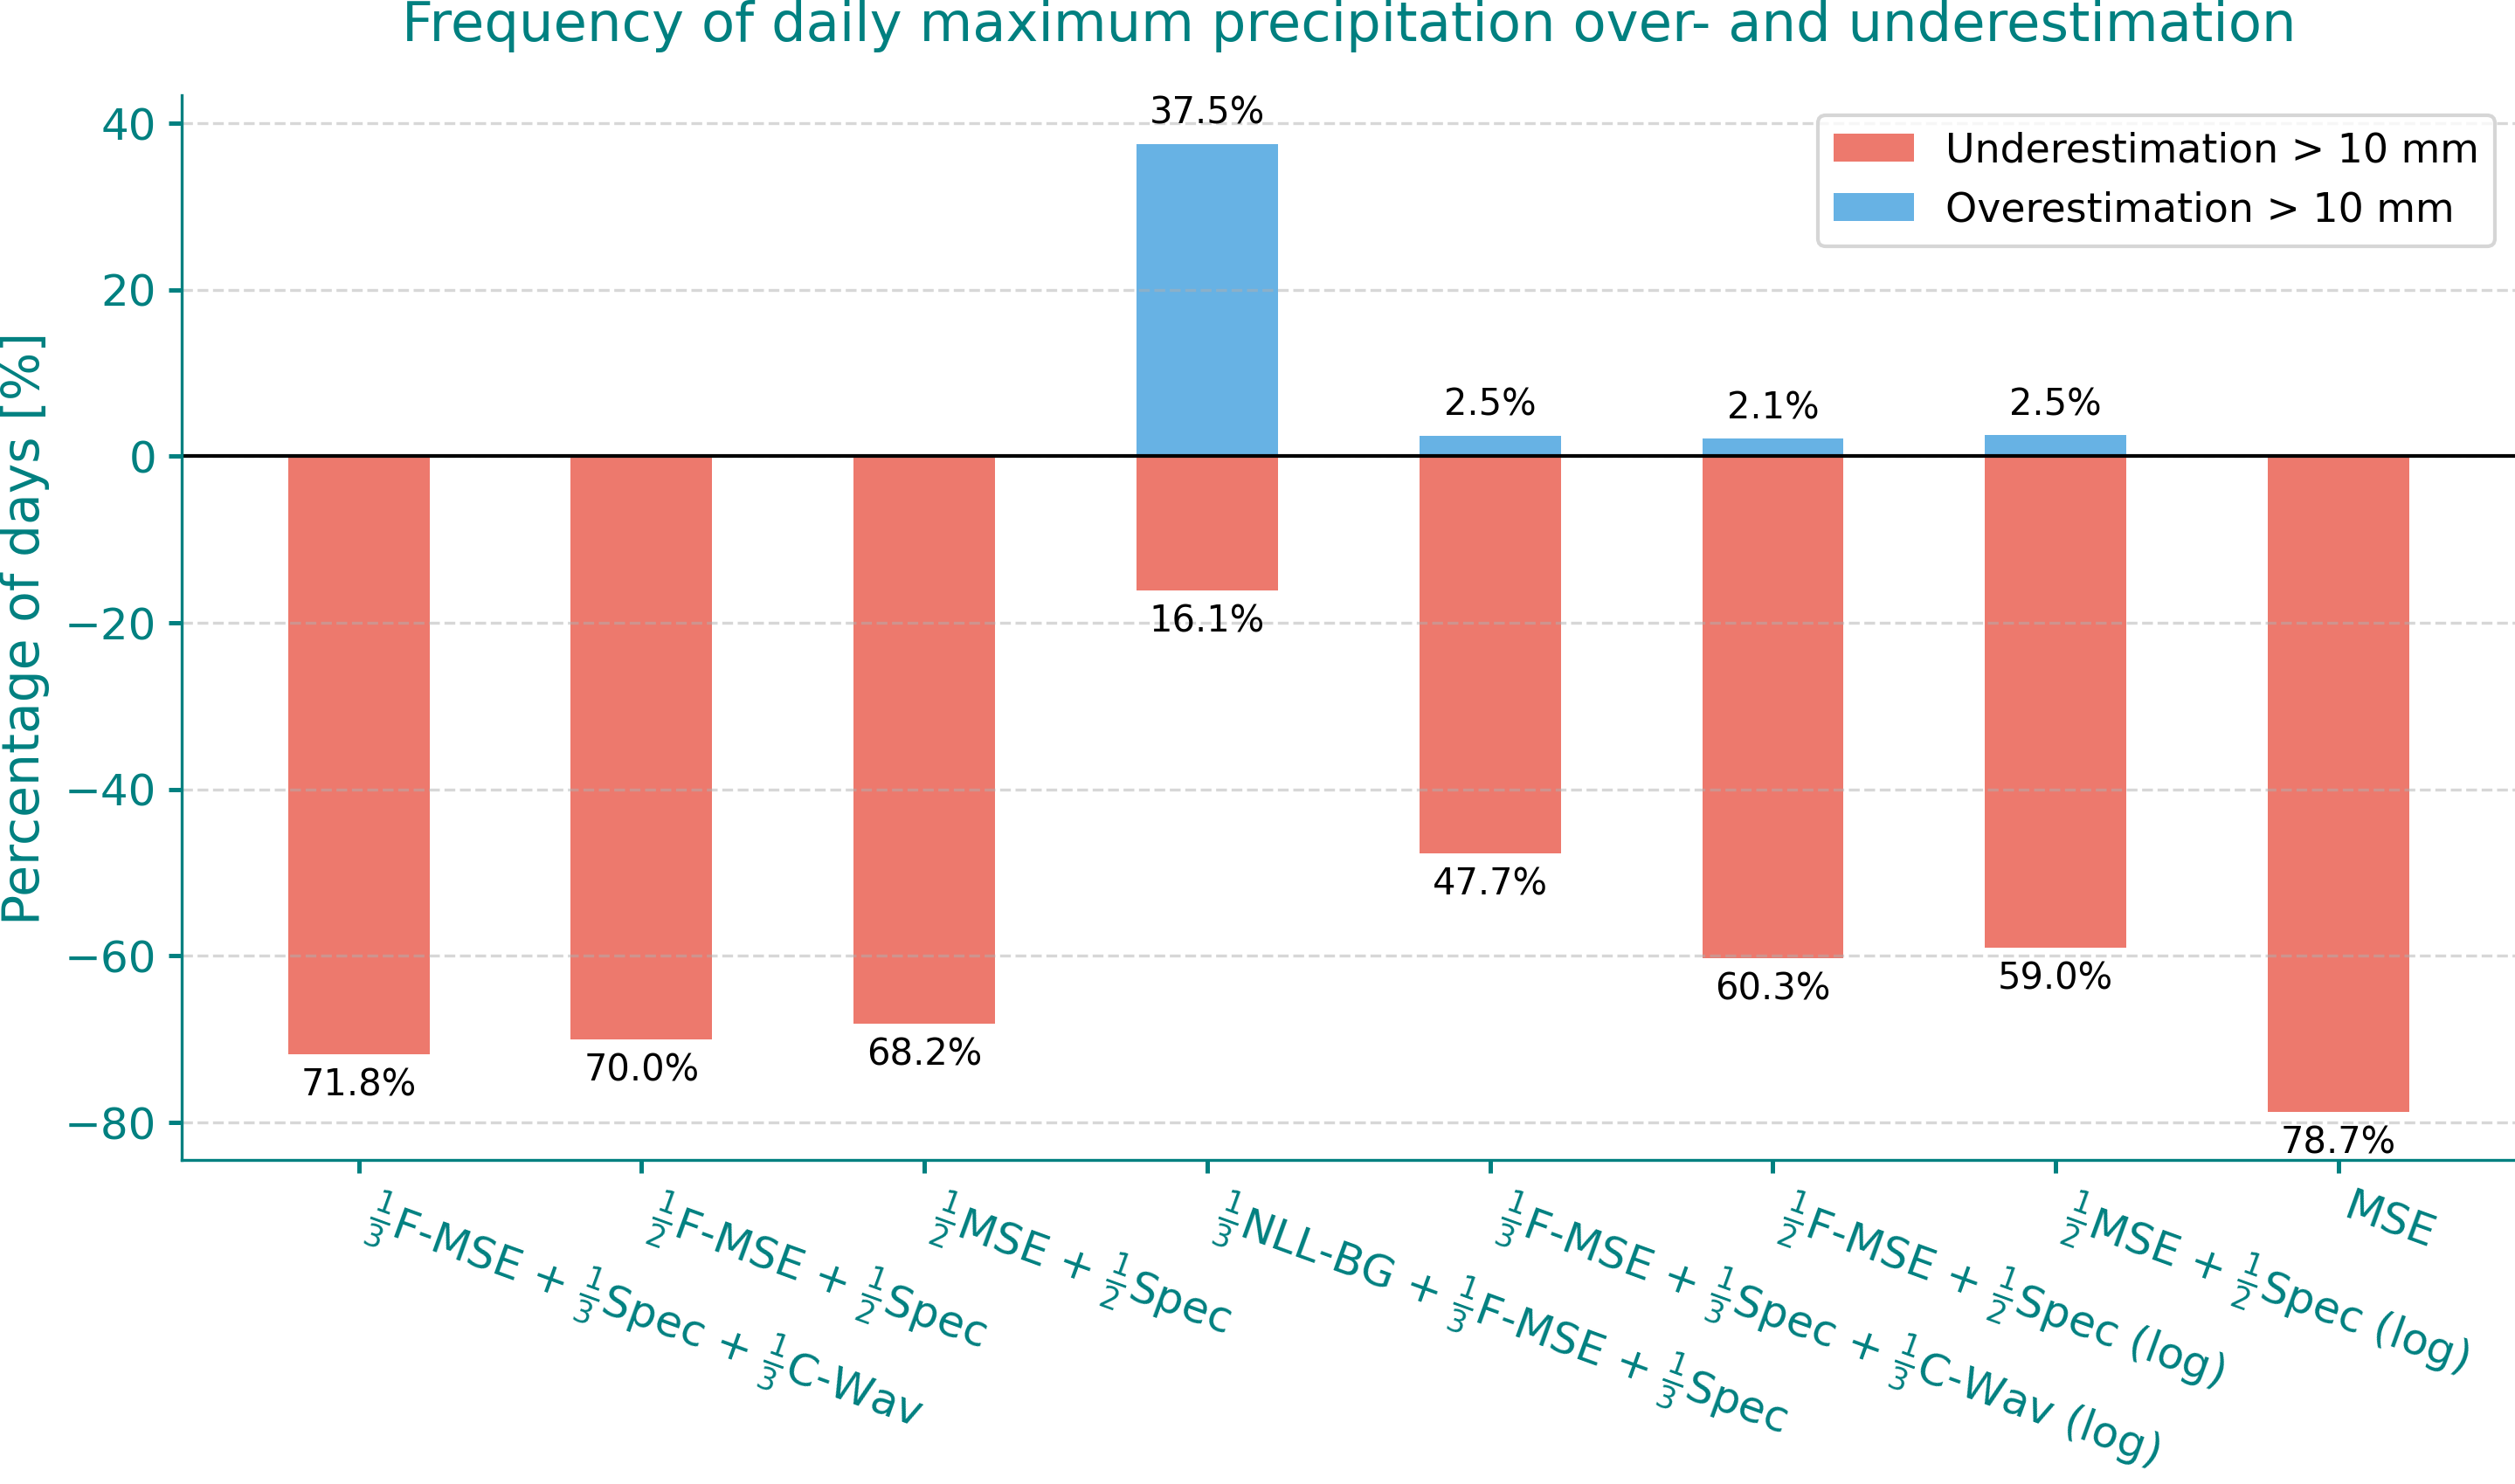 Frequency of daily maximum precipitation over- and underestimation
Percentage of days [%]
40
20
0
−20
−40
−60
−80
Underestimation > 10 mm
Overestimation > 10 mm
37.5%
2.5%
2.1%
2.5%
71.8%
70.0%
68.2%
16.1%
47.7%
60.3%
59.0%
78.7%
1/3F-MSE + 1/3Spec + 1/3C-Wav
1/2F-MSE + 1/2Spec
1/2MSE + 1/2Spec
1/3NLL-BG + 1/3F-MSE + 1/3Spec
1/3F-MSE + 1/3Spec + 1/3C-Wav (log)
1/2F-MSE + 1/2Spec (log)
1/2MSE + 1/2Spec (log)
MSE